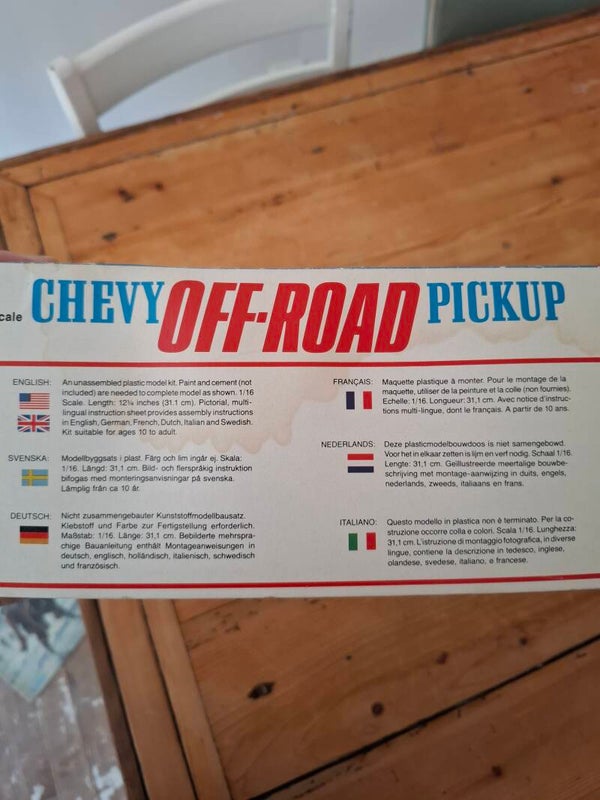 cale CHEVY OFF-ROAD PICKUP
ENGLISH: An unassembled plastic model kit. Paint and cement (not
included) are needed to complete model as shown. 1/16
Scale. Length: 12¼ inches (31.1 cm). Pictorial, multi-
lingual instruction sheet provides assembly instructions
in English, German, French, Dutch, Italian and Swedish.
Kit suitable for ages 10 to adult.
SVENSKA: Modellbyggsats i plast. Färg och lim ingår ej. Skala:
1/16. Längd: 31,1 cm. Bild- och flerspråkig instruktion
bifogas med monteringsanvisningar på svenska.
Lämplig från ca 10 år.
DEUTSCH: Nicht zusammengebauter Kunststoffmodellbausatz.
Klebstoff und Farbe zur Fertigstellung erforderlich.
Maßstab: 1/16. Länge: 31,1 cm. Bebilderte mehrspra-
chige Bauanleitung enthält Montageanweisungen in
deutsch, englisch, holländisch, italienisch, schwedisch
und französisch.
FRANÇAIS: Maquette plastique à monter. Pour le montage de la
maquette, utiliser de la peinture et la colle (non fournies).
Echelle: 1/16. Longueur: 31,1 cm. Avec notice d'instruc-
tions multi-lingue, dont le français. A partir de 10 ans.
NEDERLANDS: Deze plasticmodelbouwdoos is niet samengebowd.
Voor het in elkaar zetten is lijm en verf nodig. Schaal 1/16.
Lengte: 31,1 cm. Geillustreerde meertalige bouwbe-
schrijving met montage-aanwijzing in duits, engels,
nederlands, zweeds, italiaans en frans.
ITALIANO: Questo modello in plastica non è terminato. Per la co-
struzione occorre colla e colori. Scala 1/16. Lunghezza:
31,1 cm. L'istruzione di montaggio fotografica, in diverse
lingue, contiene la descrizione in tedesco, inglese,
olandese, svedese, italiano, e francese.